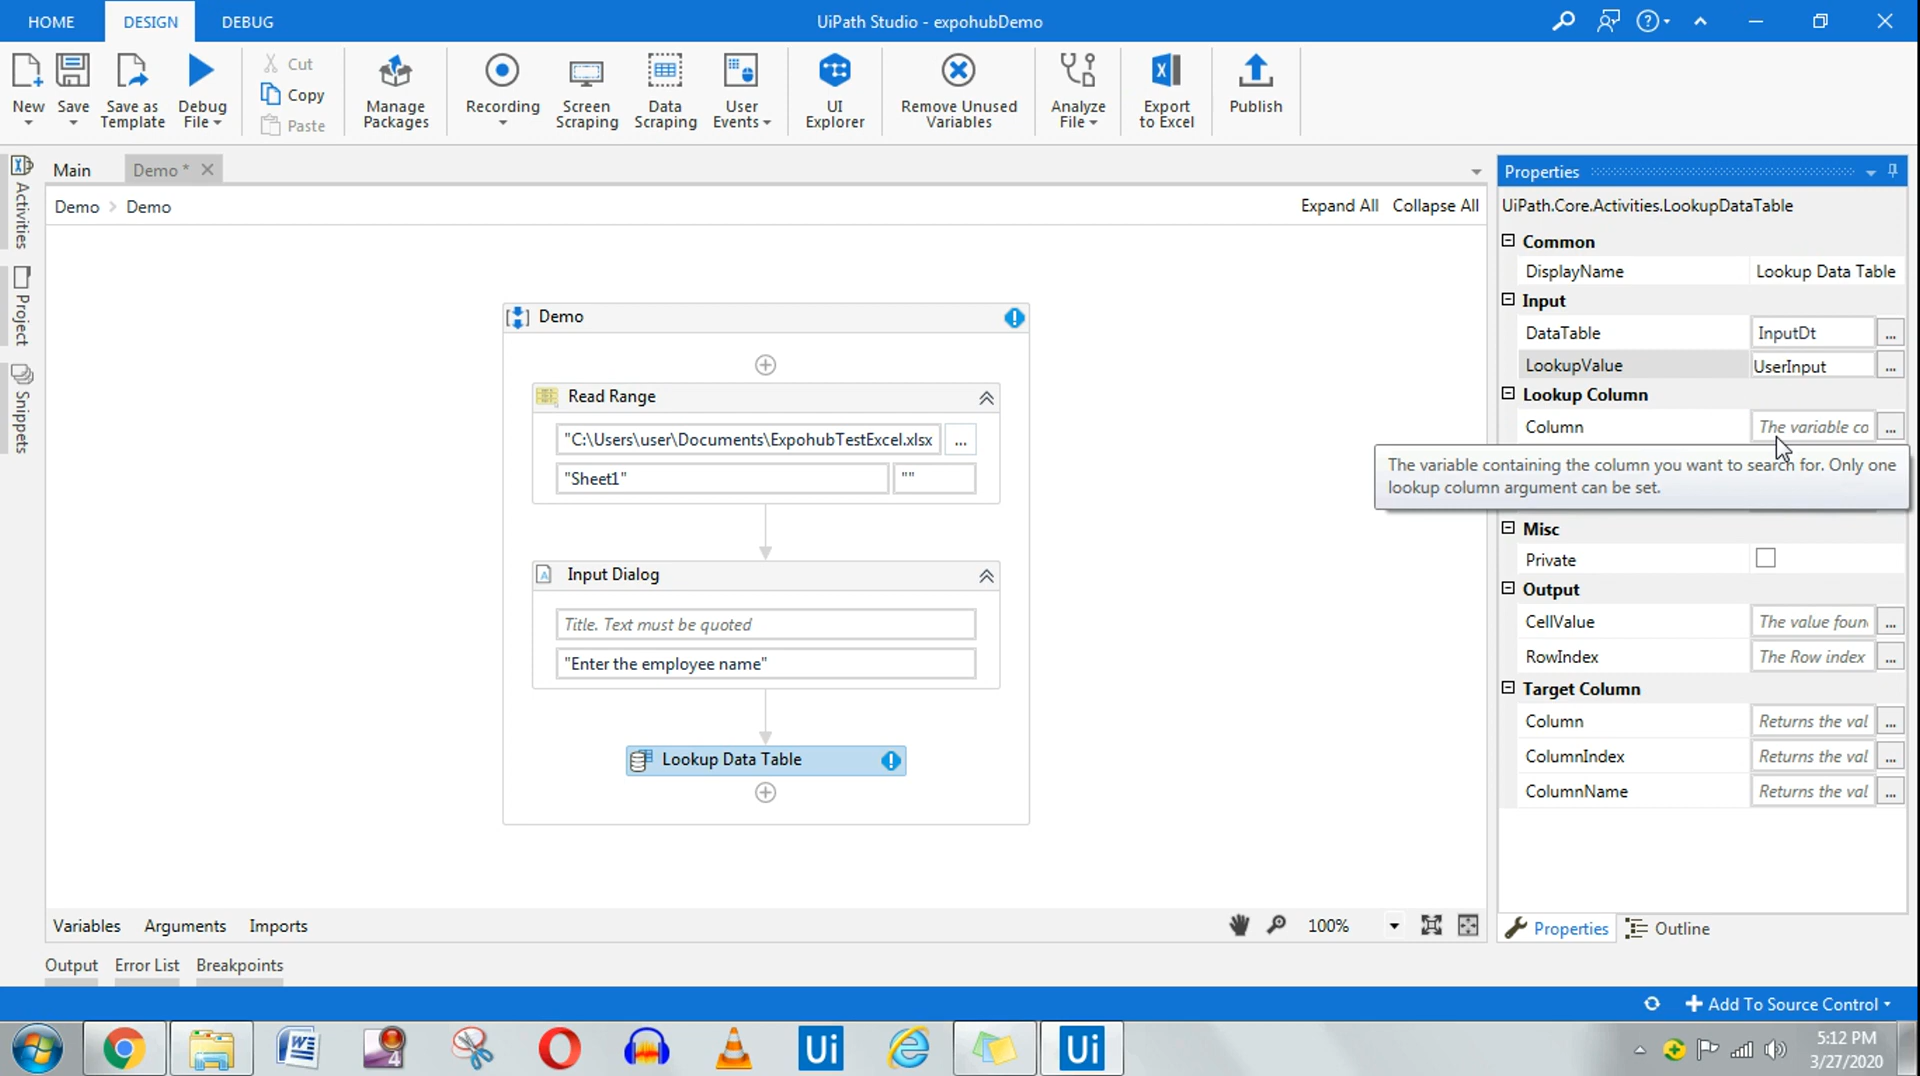 HOME DESIGN DEBUG UiPath Studio - expohubDemo
New Save Save as Template Debug File Cut Copy Paste Manage Packages Recording Screen Scraping Data Scraping User Events UI Explorer Remove Unused Variables Analyze File Export to Excel Publish
Main Demo *
Demo > Demo Expand All Collapse All
Activities
Project
Snippets
Demo
Read Range
"C:\Users\user\Documents\ExpohubTestExcel.xlsx ...
"Sheet1" ""
Input Dialog
Title. Text must be quoted
"Enter the employee name"
Lookup Data Table
Properties
UiPath.Core.Activities.LookupDataTable
Common
DisplayName Lookup Data Table
Input
DataTable InputDt ...
LookupValue UserInput ...
Lookup Column
Column The variable co ...
The variable containing the column you want to search for. Only one
lookup column argument can be set.
Misc
Private
Output
CellValue The value foun ...
RowIndex The Row index ...
Target Column
Column Returns the val ...
ColumnIndex Returns the val ...
ColumnName Returns the val ...
Variables Arguments Imports 100% Properties Outline
Output Error List Breakpoints
Add To Source Control
4 Ui Ui
5:12 PM
3/27/2020